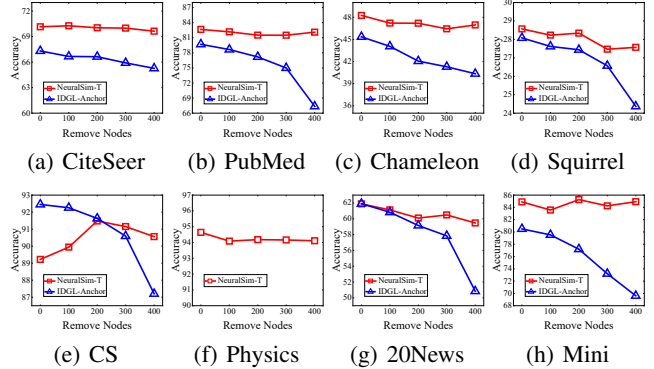 Accuracy
72
69
66
63
60
NeuralSim-T
IDGL-Anchor
0 100 200 300 400
Remove Nodes
(a) CiteSeer
Accuracy
84
81
78
75
72
69
66
NeuralSim-T
IDGL-Anchor
0 100 200 300 400
Remove Nodes
(b) PubMed
Accuracy
48
45
42
39
36
NeuralSim-T
IDGL-Anchor
0 100 200 300 400
Remove Nodes
(c) Chameleon
Accuracy
29
28
27
26
25
24
NeuralSim-T
IDGL-Anchor
0 100 200 300 400
Remove Nodes
(d) Squirrel
Accuracy
93
92
91
90
89
88
87
NeuralSim-T
IDGL-Anchor
0 100 200 300 400
Remove Nodes
(e) CS
Accuracy
97
96
95
94
93
92
91
90
NeuralSim-T
0 100 200 300 400
Remove Nodes
(f) Physics
Accuracy
62
60
58
56
54
52
50
NeuralSim-T
IDGL-Anchor
0 100 200 300 400
Remove Nodes
(g) 20News
Accuracy
86
84
82
80
78
76
74
72
70
68
NeuralSim-T
IDGL-Anchor
0 100 200 300 400
Remove Nodes
(h) Mini